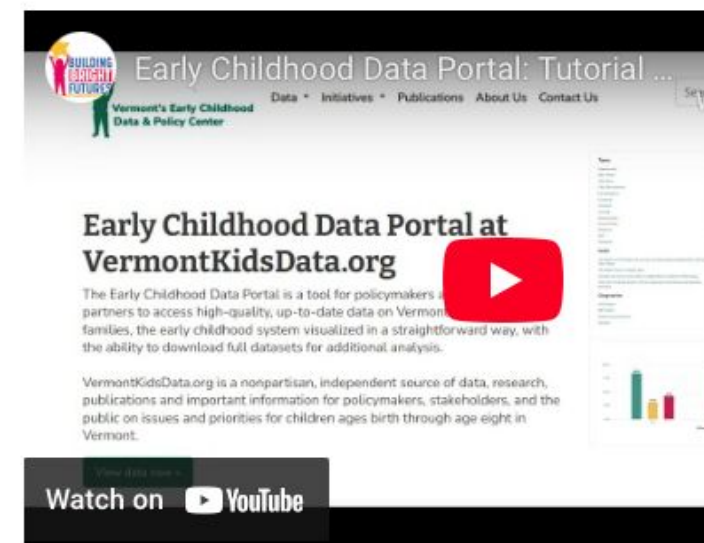 BUILDING
BRIGHT
FUTURES
Early Childhood Data Portal: Tutorial ...
Vermont's Early Childhood
Data & Policy Center
Data Initiatives Publications About Us Contact Us
Early Childhood Data Portal at
VermontKidsData.org
The Early Childhood Data Portal is a tool for policymakers
partners to access high-quality, up-to-date data on
families, the early childhood system visualized in a straightforward way, with
the ability to download full datasets for additional analysis.
VermontKidsData.org is a nonpartisan, independent source of data, research,
publications and important information for policymakers, stakeholders, and the
public on issues and priorities for children ages birth through age eight in
Vermont.
View data now »
Watch on YouTube